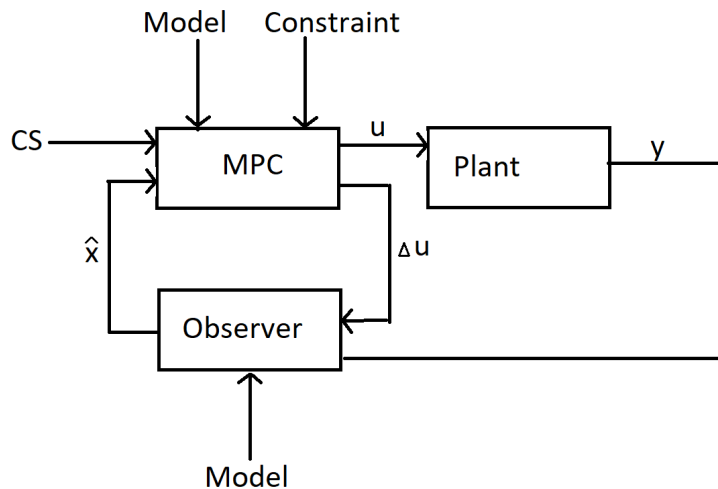 Model
Constraint
CS
MPC
u
Plant
y
x̂
Δu
Observer
Model